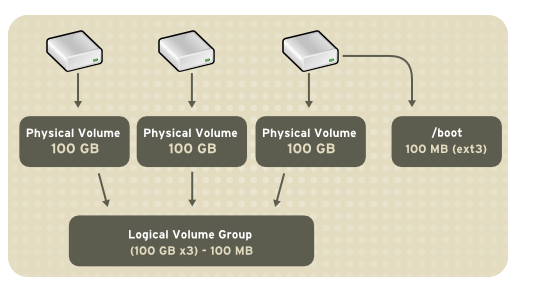 Physical Volume
100 GB
Physical Volume
100 GB
Physical Volume
100 GB
/boot
100 MB (ext3)
Logical Volume Group
(100 GB x3) - 100 MB